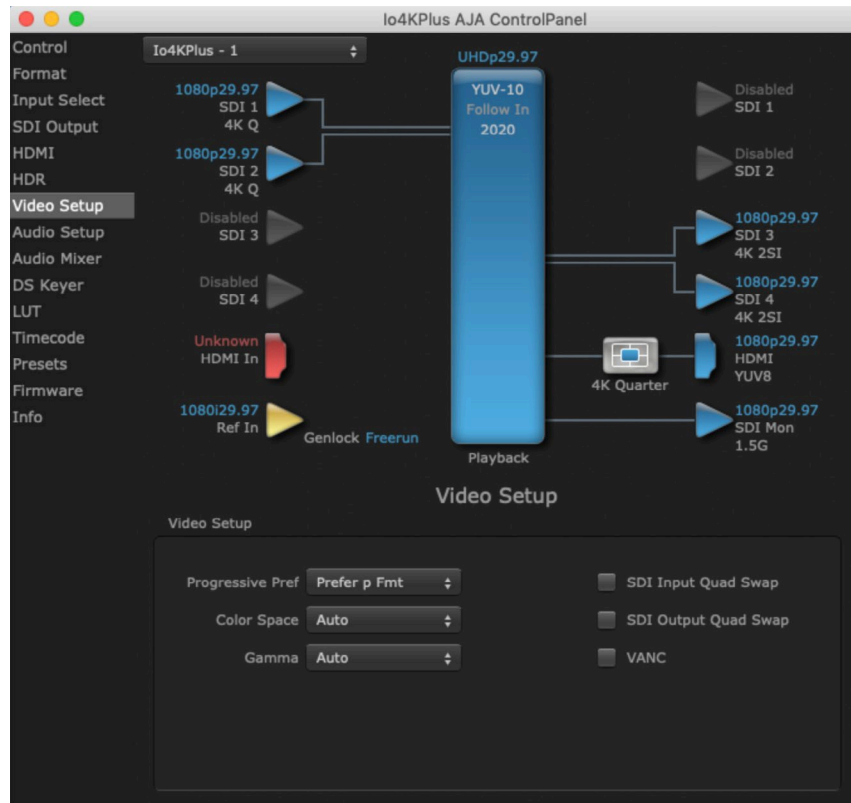 Io4KPlus AJA ControlPanel
Control
Format
Input Select
SDI Output
HDMI
HDR
Video Setup
Audio Setup
Audio Mixer
DS Keyer
LUT
Timecode
Presets
Firmware
Info
Io4KPlus - 1
UHDp29.97
YUV-10
Follow In
2020
Playback
1080p29.97
SDI 1
4K Q
1080p29.97
SDI 2
4K Q
Disabled
SDI 3
Disabled
SDI 4
Unknown
HDMI In
1080i29.97
Ref In
Genlock Freerun
Disabled
SDI 1
Disabled
SDI 2
1080p29.97
SDI 3
4K 2SI
1080p29.97
SDI 4
4K 2SI
4K Quarter
1080p29.97
HDMI
YUV8
1080p29.97
SDI Mon
1.5G
Video Setup
Video Setup
Progressive Pref Prefer p Fmt
Color Space Auto
Gamma Auto
SDI Input Quad Swap
SDI Output Quad Swap
VANC